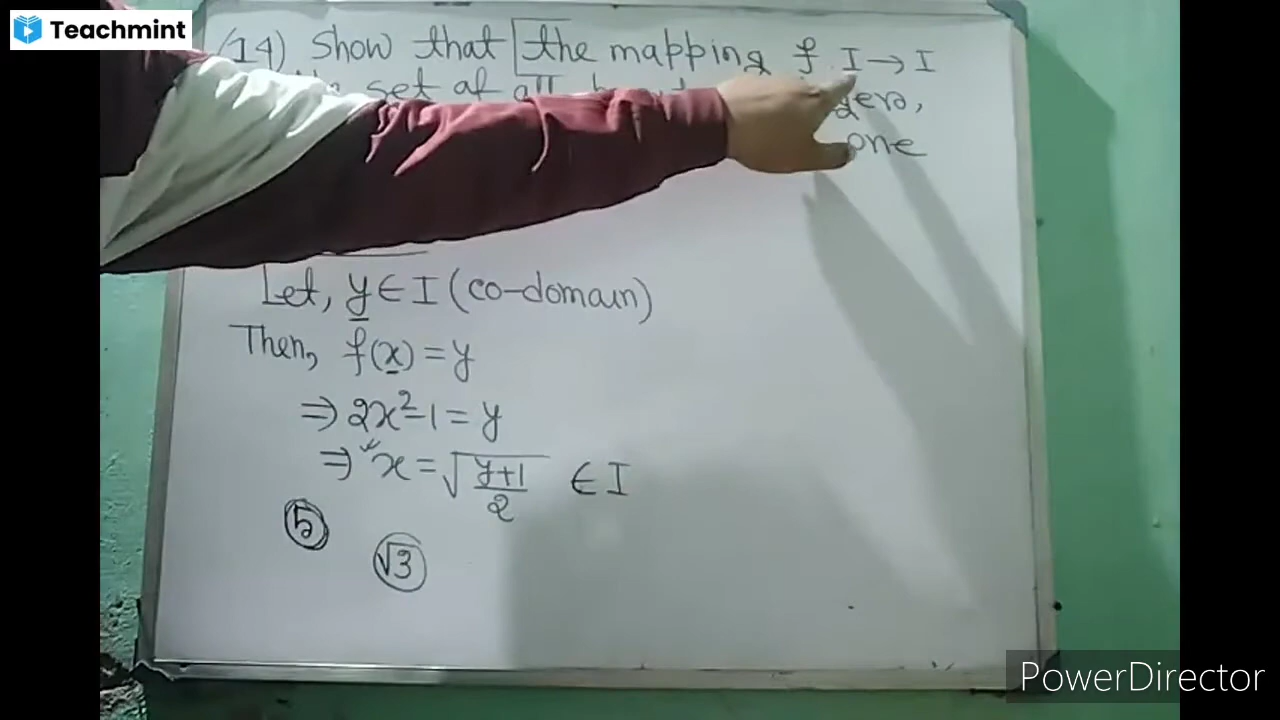 Teachmint
(14) Show that the mapping f I → I
set of all
one
Let, y ∈ I (co-domain)
Then, f(x) = y
⇒ 2x²-1 = y
⇒ x = √((y+1)/2) ∈ I
5
√3
PowerDirector